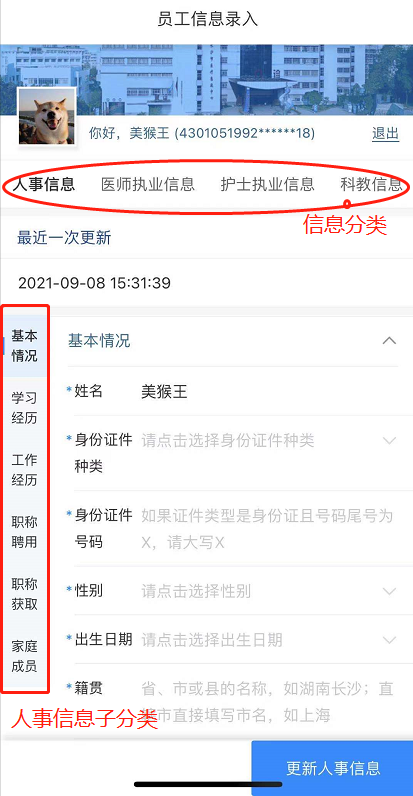 员工信息录入
你好，美猴王 (4301051992******18)
退出
人事信息 医师执业信息 护士执业信息 科教信息
信息分类
最近一次更新
2021-09-08 15:31:39
基本
情况
学习
经历
工作
经历
职称
聘用
职称
获取
家庭
成员
人事信息子分类
基本情况
*姓名 美猴王
*身份证件 请点击选择身份证件种类
种类
*身份证件 如果证件类型是身份证且号码尾号为
号码 X，请大写X
*性别 请点击选择性别
*出生日期 请点击选择出生日期
*籍贯 省、市或县的名称，如湖南长沙；直
市直接填写市名，如上海
更新人事信息